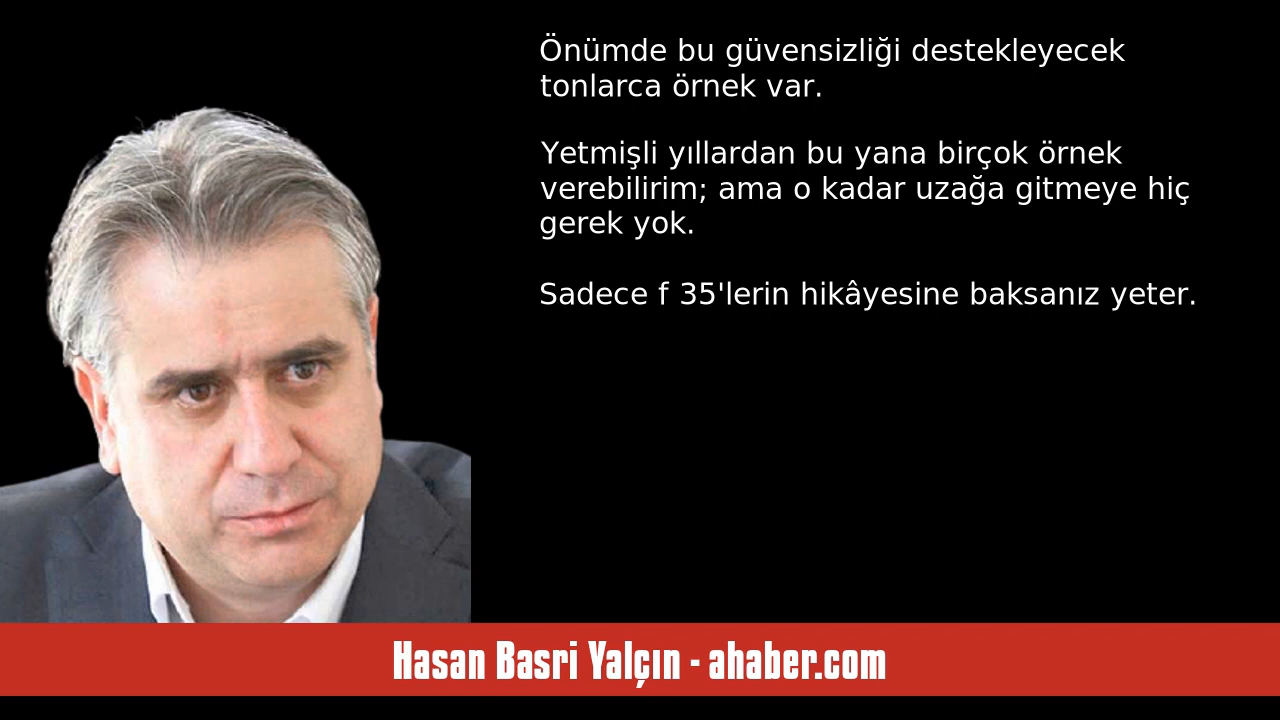 Önümde bu güvensizliği destekleyecek
tonlarca örnek var.
Yetmişli yıllardan bu yana birçok örnek
verebilirim; ama o kadar uzağa gitmeye hiç
gerek yok.
Sadece f 35'lerin hikâyesine baksanız yeter.
Hasan Basri Yalçın - ahaber.com